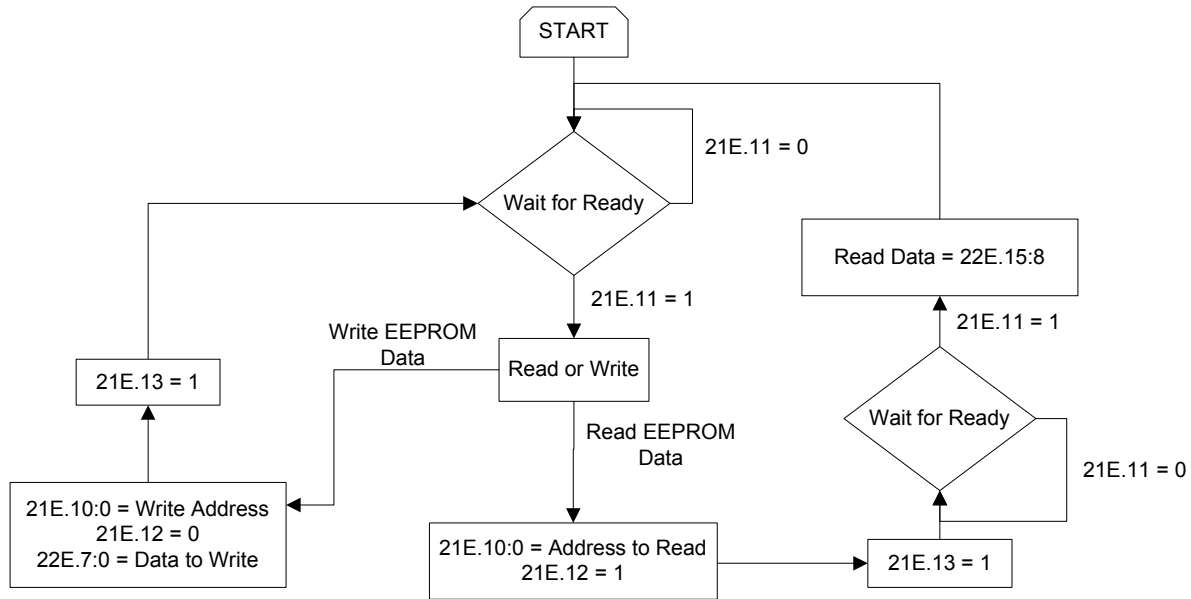 START
21E.11 = 0
Wait for Ready
21E.11 = 1
Read or Write
Write EEPROM
Data
21E.10:0 = Write Address
21E.12 = 0
22E.7:0 = Data to Write
21E.13 = 1
Read EEPROM
Data
21E.10:0 = Address to Read
21E.12 = 1
21E.13 = 1
Wait for Ready
21E.11 = 0
21E.11 = 1
Read Data = 22E.15:8